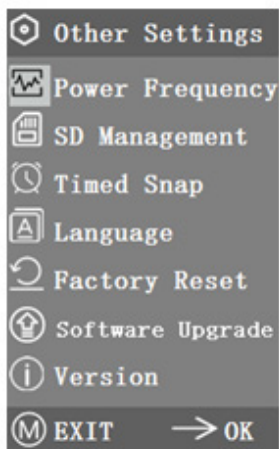 Other Settings
Power Frequency
SD Management
Timed Snap
A Language
Factory Reset
Software Upgrade
i Version
M EXIT → OK